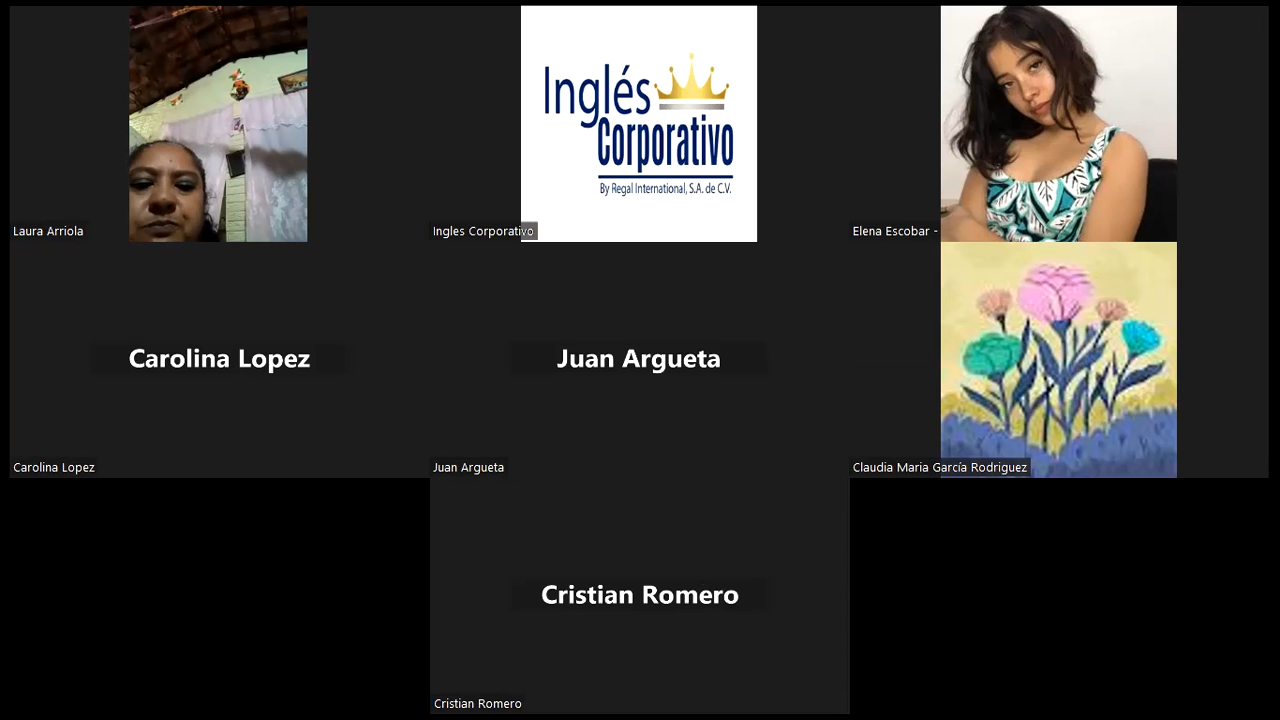 Inglés
Corporativo
By Regal International, S.A. de C.V.
Laura Arriola
Ingles Corporativo
Elena Escobar -
Carolina Lopez
Juan Argueta
Carolina Lopez
Juan Argueta
Claudia Maria García Rodriguez
Cristian Romero
Cristian Romero